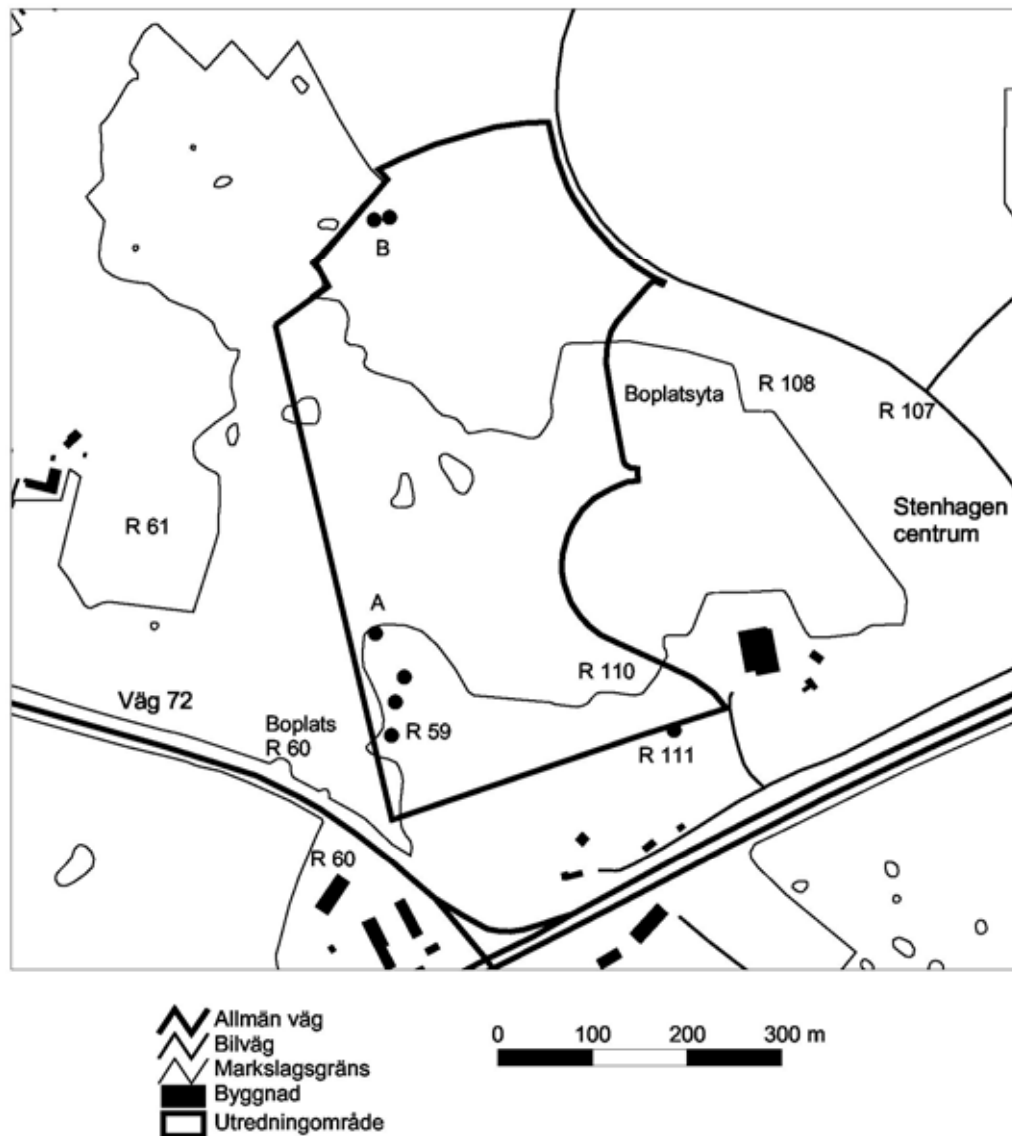 B
Boplatsyta
R 108
R 107
Stenhagen
centrum
R 61
A
R 110
Väg 72
Boplats
R 60
R 59
R 111
R 60
Allmän väg
Bilväg
Markslagsgräns
Byggnad
Utredningområde
0 100 200 300 m